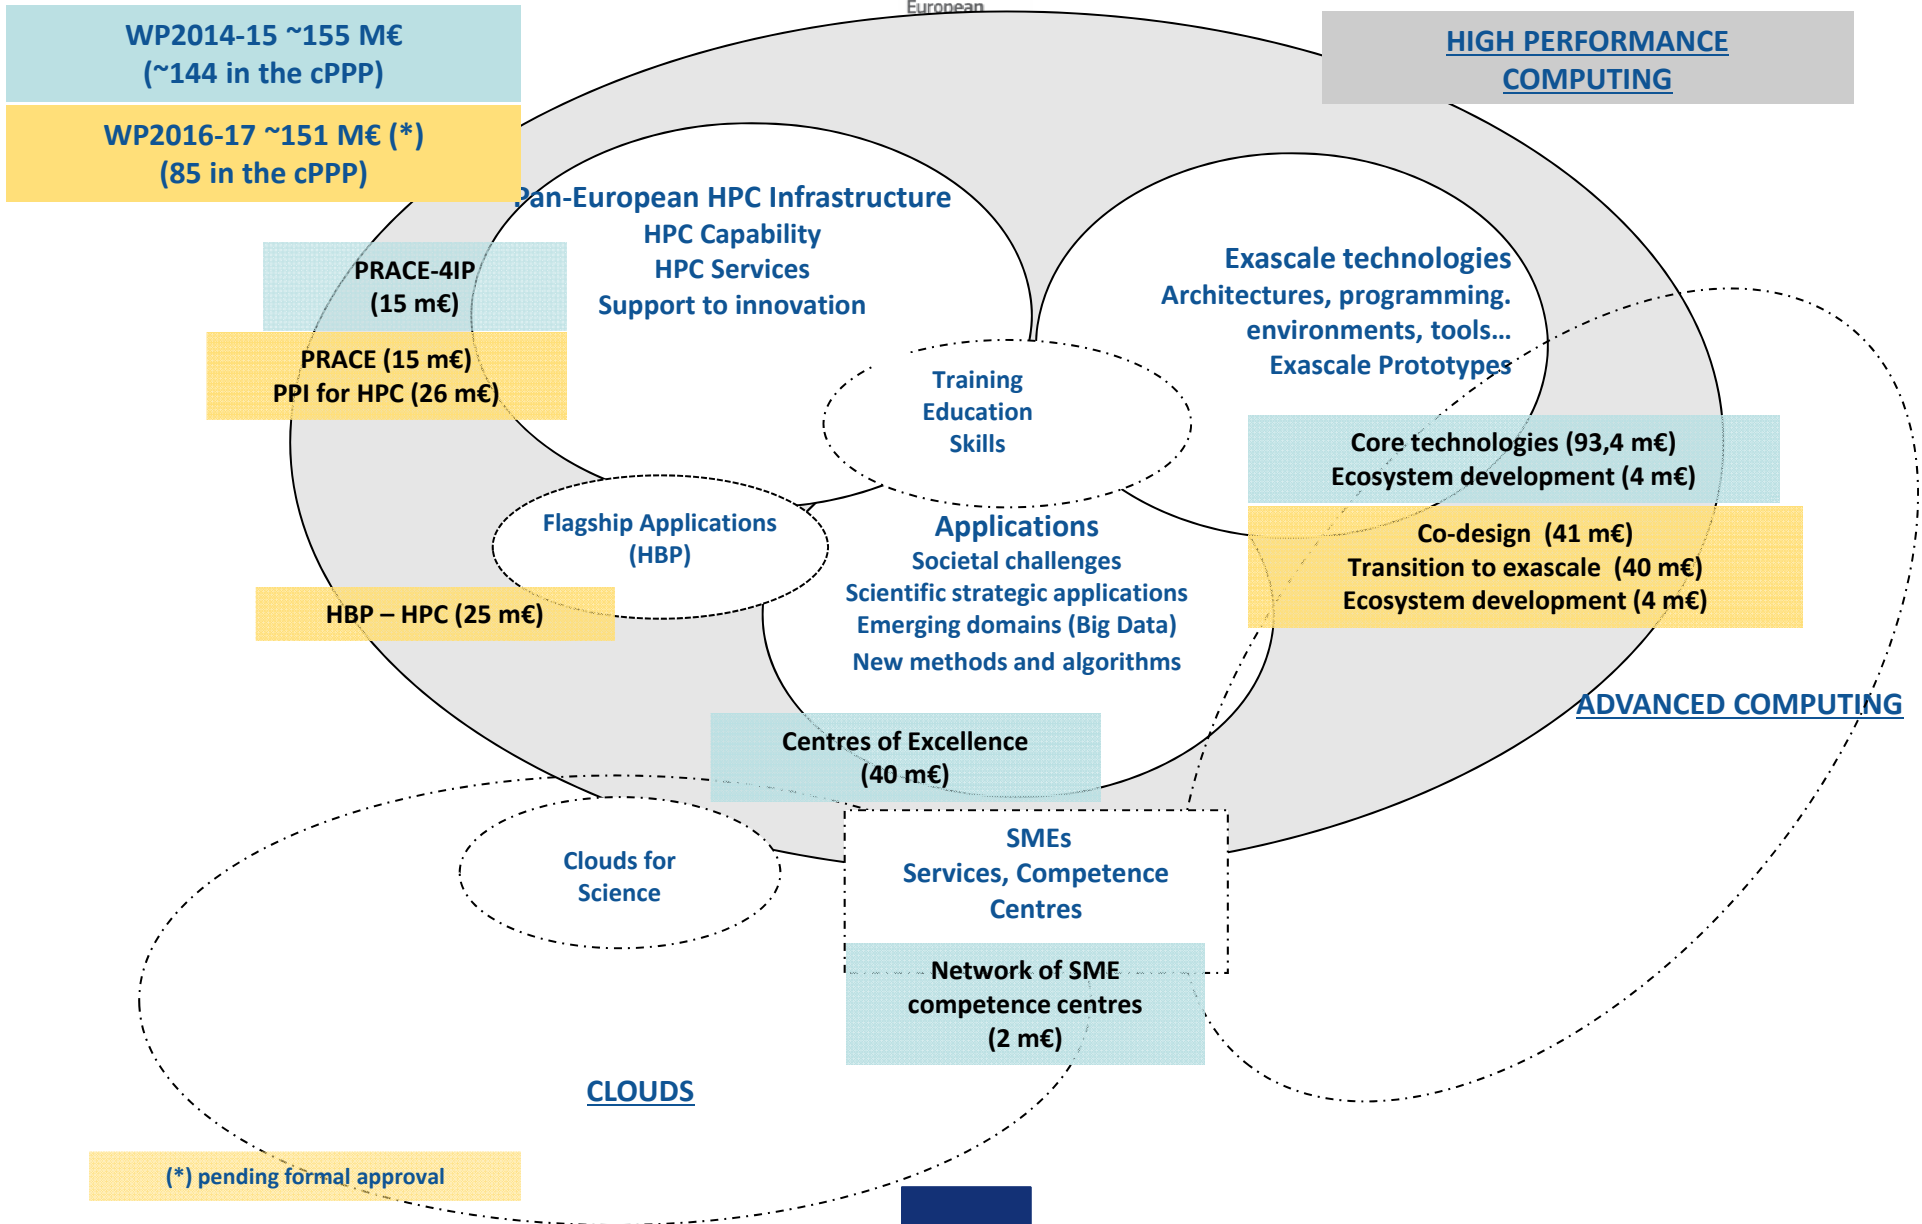 European
WP2014-15 ~155 M€
(~144 in the cPPP)
HIGH PERFORMANCE
COMPUTING
WP2016-17 ~151 M€ (*)
(85 in the cPPP)
Pan-European HPC Infrastructure
HPC Capability
HPC Services
Support to innovation
Exascale technologies
Architectures, programming.
environments, tools...
Exascale Prototypes
PRACE-4IP
(15 m€)
PRACE (15 m€)
PPI for HPC (26 m€)
Training
Education
Skills
Core technologies (93,4 m€)
Ecosystem development (4 m€)
Co-design (41 m€)
Transition to exascale (40 m€)
Ecosystem development (4 m€)
Flagship Applications
(HBP)
HBP – HPC (25 m€)
Applications
Societal challenges
Scientific strategic applications
Emerging domains (Big Data)
New methods and algorithms
ADVANCED COMPUTING
Centres of Excellence
(40 m€)
Clouds for
Science
SMEs
Services, Competence
Centres
Network of SME
competence centres
(2 m€)
CLOUDS
(*) pending formal approval